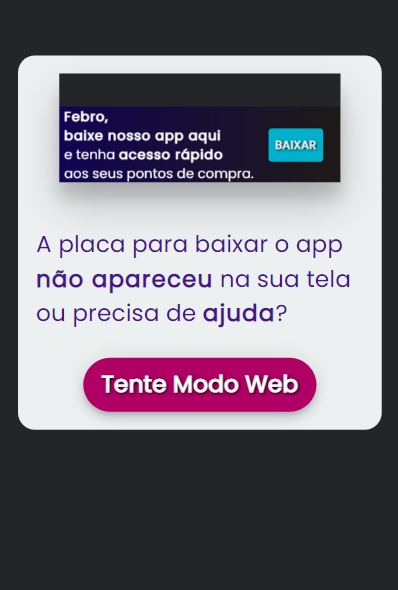 Febro,
baixe nosso app aqui
e tenha acesso rápido
aos seus pontos de compra.
BAIXAR
A placa para baixar o app
não apareceu na sua tela
ou precisa de ajuda?
Tente Modo Web